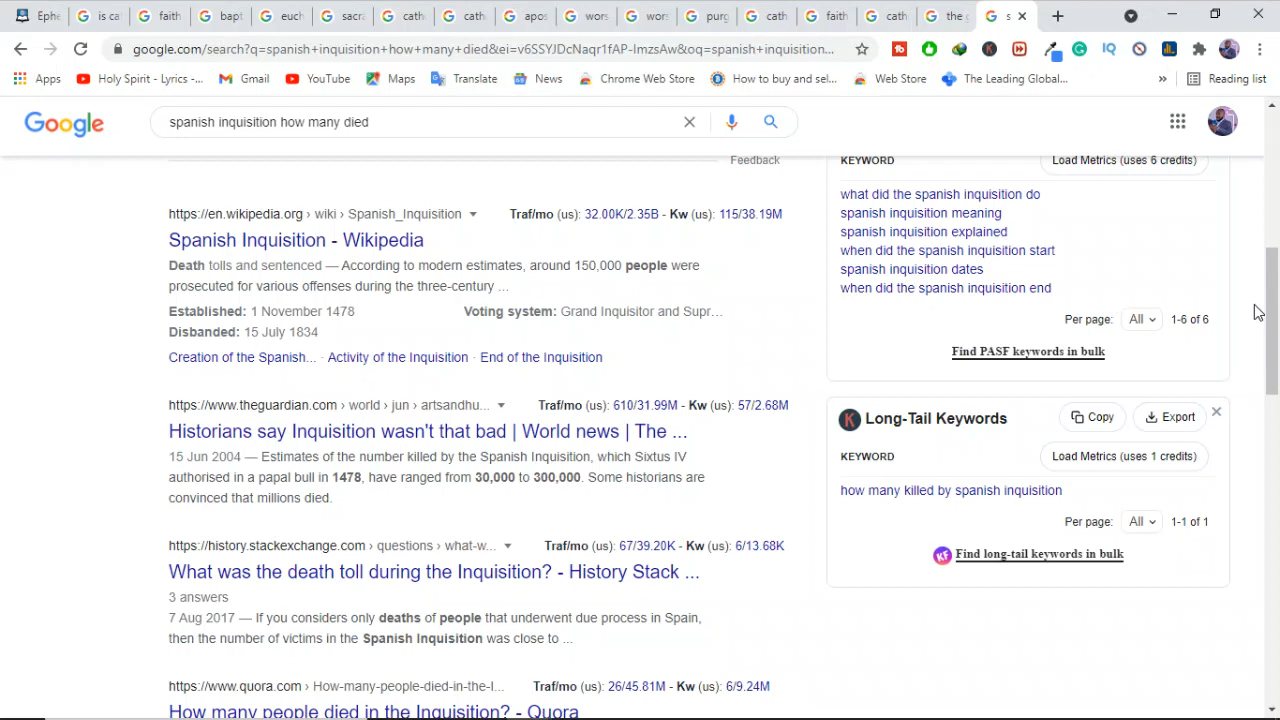 Ephe
is ca
faith
bapt
euch
sacra
cath
cath
apos
wors
wors
purg
cath
faith
cath
the g
s
google.com/search?q=spanish+inquisition+how+many+died&ei=v6SSYJDcNaqr1fAP-ImzsAw&oq=spanish+inquisition...
Apps
Holy Spirit - Lyrics -...
Gmail
YouTube
Maps
Translate
News
Chrome Web Store
How to buy and sel...
Web Store
The Leading Global...
»
Reading list
Google
spanish inquisition how many died
Feedback
https://en.wikipedia.org › wiki › Spanish_Inquisition
Traf/mo (us): 32.00K/2.35B - Kw (us): 115/38.19M
Spanish Inquisition - Wikipedia
Death tolls and sentenced — According to modern estimates, around 150,000 people were
prosecuted for various offenses during the three-century ...
Established: 1 November 1478
Voting system: Grand Inquisitor and Supr...
Disbanded: 15 July 1834
Creation of the Spanish... · Activity of the Inquisition · End of the Inquisition
https://www.theguardian.com › world › jun › artsandhu...
Traf/mo (us): 610/31.99M - Kw (us): 57/2.68M
Historians say Inquisition wasn't that bad | World news | The ...
15 Jun 2004 — Estimates of the number killed by the Spanish Inquisition, which Sixtus IV
authorised in a papal bull in 1478, have ranged from 30,000 to 300,000. Some historians are
convinced that millions died.
https://history.stackexchange.com › questions › what-w...
Traf/mo (us): 67/39.20K - Kw (us): 6/13.68K
What was the death toll during the Inquisition? - History Stack ...
3 answers
7 Aug 2017 — If you considers only deaths of people that underwent due process in Spain,
then the number of victims in the Spanish Inquisition was close to ...
https://www.quora.com › How-many-people-died-in-the-I...
Traf/mo (us): 26/45.81M - Kw (us): 6/9.24M
How many people died in the Inquisition? - Quora
KEYWORD
Load Metrics (uses 6 credits)
what did the spanish inquisition do
spanish inquisition meaning
spanish inquisition explained
when did the spanish inquisition start
spanish inquisition dates
when did the spanish inquisition end
Per page: All 1-6 of 6
Find PASF keywords in bulk
K Long-Tail Keywords
Copy
Export
KEYWORD
Load Metrics (uses 1 credits)
how many killed by spanish inquisition
Per page: All 1-1 of 1
KF Find long-tail keywords in bulk